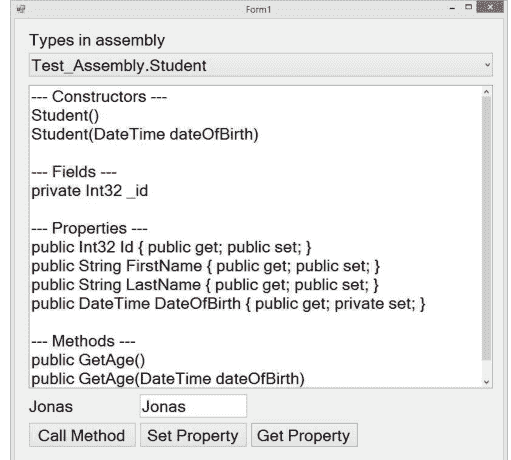 Form1
Types in assembly
Test_Assembly.Student
--- Constructors ---
Student()
Student(DateTime dateOfBirth)
--- Fields ---
private Int32 _id
--- Properties ---
public Int32 Id { public get; public set; }
public String FirstName { public get; public set; }
public String LastName { public get; public set; }
public DateTime DateOfBirth { public get; private set; }
--- Methods ---
public GetAge()
public GetAge(DateTime dateOfBirth)
Jonas Jonas
Call Method Set Property Get Property